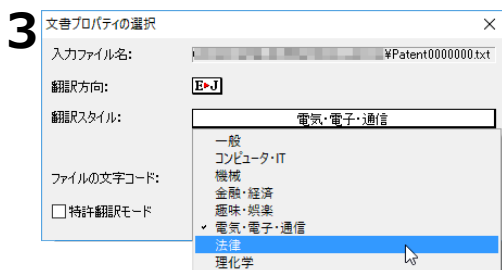 3
文書プロパティの選択
入力ファイル名: ¥Patent0000000.txt
翻訳方向: E▸J
翻訳スタイル: 電気・電子・通信
一般
コンピュータ・IT
機械
金融・経済
ファイルの文字コード:
趣味・娯楽
□特許翻訳モード
✓ 電気・電子・通信
法律
理化学